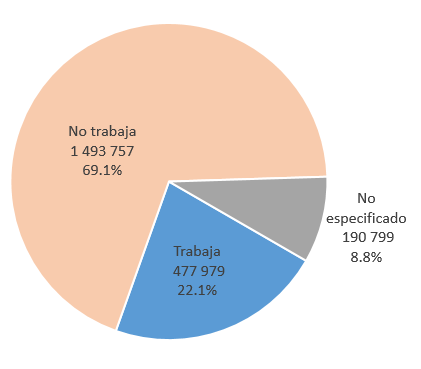 No trabaja
1 493 757
69.1%
No
especificado
190 799
8.8%
Trabaja
477 979
22.1%